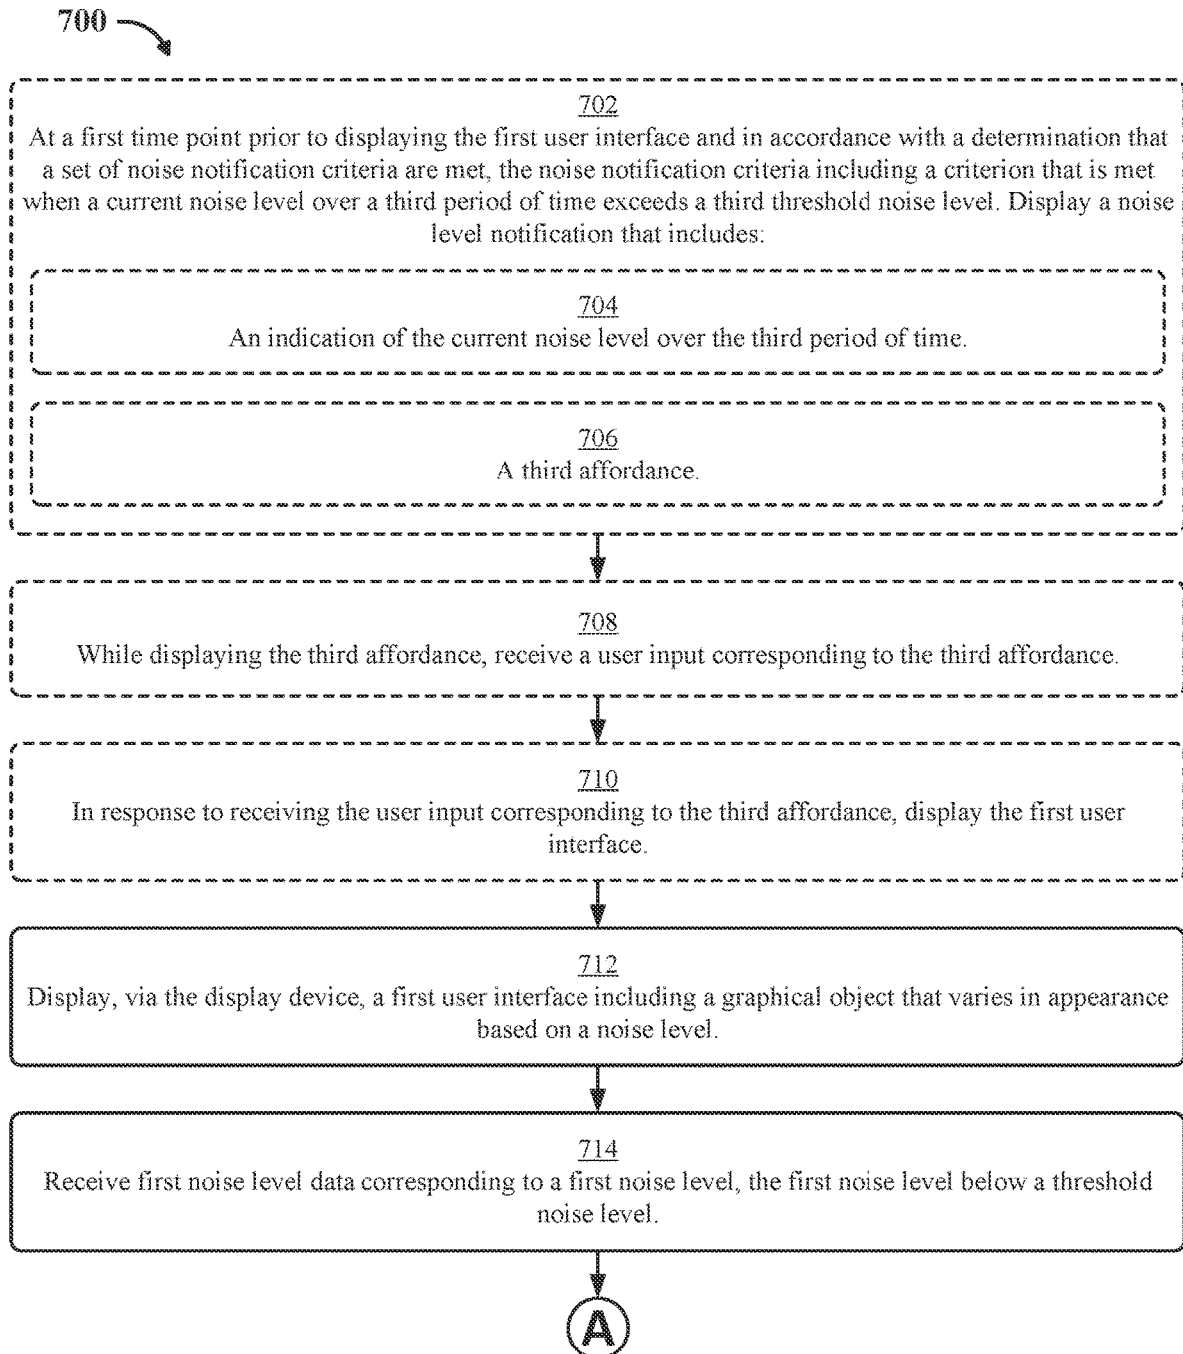 700
702
At a first time point prior to displaying the first user interface and in accordance with a determination that
a set of noise notification criteria are met, the noise notification criteria including a criterion that is met
when a current noise level over a third period of time exceeds a third threshold noise level. Display a noise
level notification that includes:
704
An indication of the current noise level over the third period of time.
706
A third affordance.
708
While displaying the third affordance, receive a user input corresponding to the third affordance.
710
In response to receiving the user input corresponding to the third affordance, display the first user
interface.
712
Display, via the display device, a first user interface including a graphical object that varies in appearance
based on a noise level.
714
Receive first noise level data corresponding to a first noise level, the first noise level below a threshold
noise level.
A